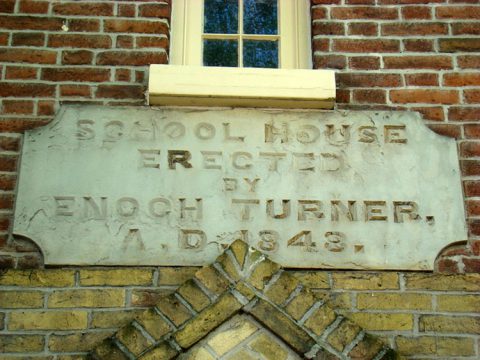 SCHOOL HOUSE
ERECTED
BY
ENOCH TURNER,
A.D. 1848.